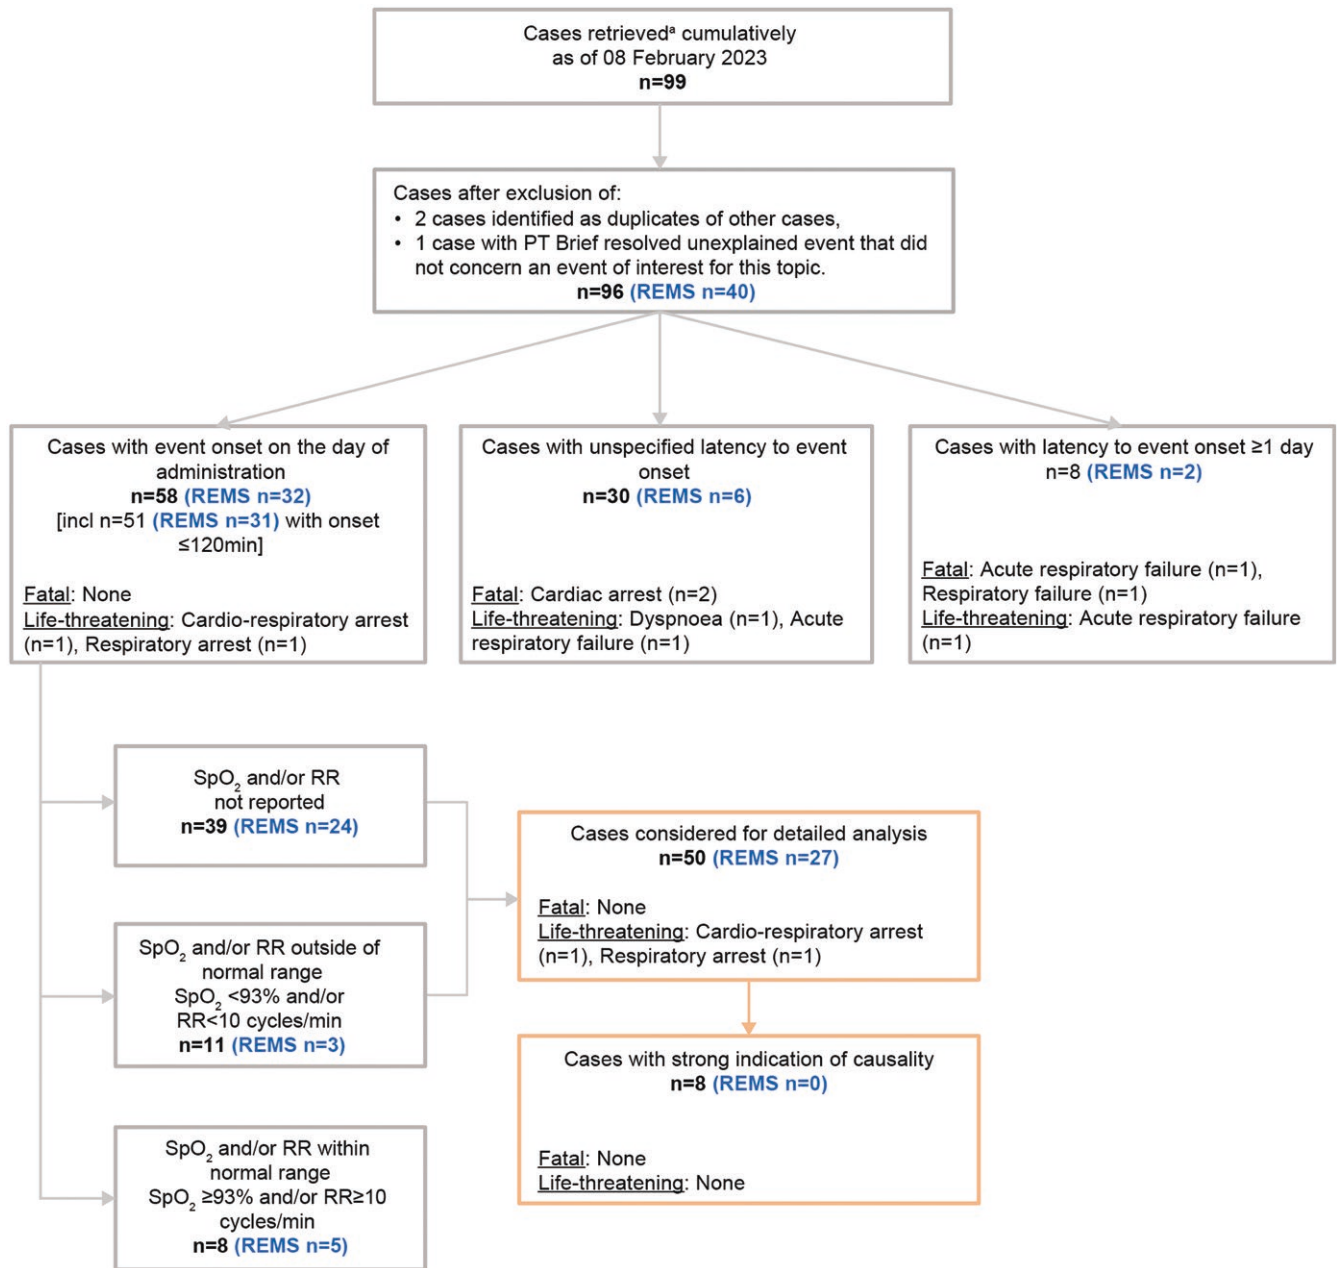 Cases retrievedᵃ cumulatively
as of 08 February 2023
n=99
Cases after exclusion of:
• 2 cases identified as duplicates of other cases,
• 1 case with PT Brief resolved unexplained event that did
not concern an event of interest for this topic.
n=96 (REMS n=40)
Cases with event onset on the day of
administration
n=58 (REMS n=32)
[incl n=51 (REMS n=31) with onset
≤120min]
Fatal: None
Life-threatening: Cardio-respiratory arrest
(n=1), Respiratory arrest (n=1)
Cases with unspecified latency to event
onset
n=30 (REMS n=6)
Fatal: Cardiac arrest (n=2)
Life-threatening: Dyspnoea (n=1), Acute
respiratory failure (n=1)
Cases with latency to event onset ≥1 day
n=8 (REMS n=2)
Fatal: Acute respiratory failure (n=1),
Respiratory failure (n=1)
Life-threatening: Acute respiratory failure
(n=1)
SpO₂ and/or RR
not reported
n=39 (REMS n=24)
SpO₂ and/or RR outside of
normal range
SpO₂ <93% and/or
RR<10 cycles/min
n=11 (REMS n=3)
SpO₂ and/or RR within
normal range
SpO₂ ≥93% and/or RR≥10
cycles/min
n=8 (REMS n=5)
Cases considered for detailed analysis
n=50 (REMS n=27)
Fatal: None
Life-threatening: Cardio-respiratory arrest
(n=1), Respiratory arrest (n=1)
Cases with strong indication of causality
n=8 (REMS n=0)
Fatal: None
Life-threatening: None